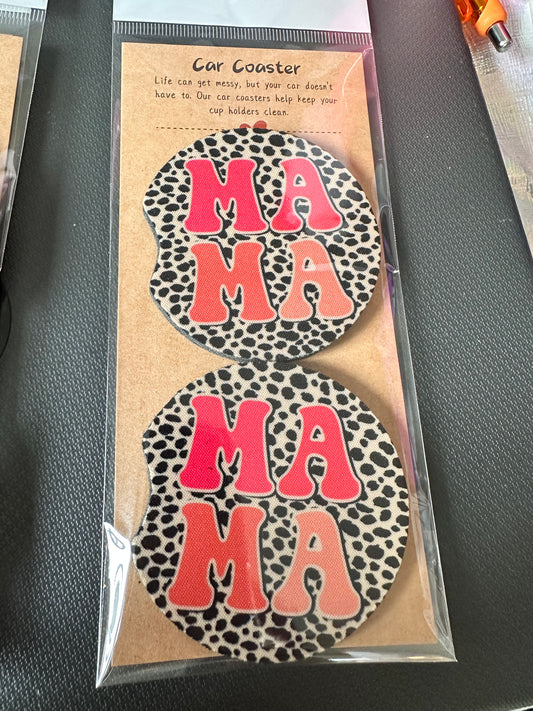 Car Coaster
Life can get messy, but your car doesn't
have to. Our car coasters help keep your
cup holders clean.
MA
MA
MA
MA